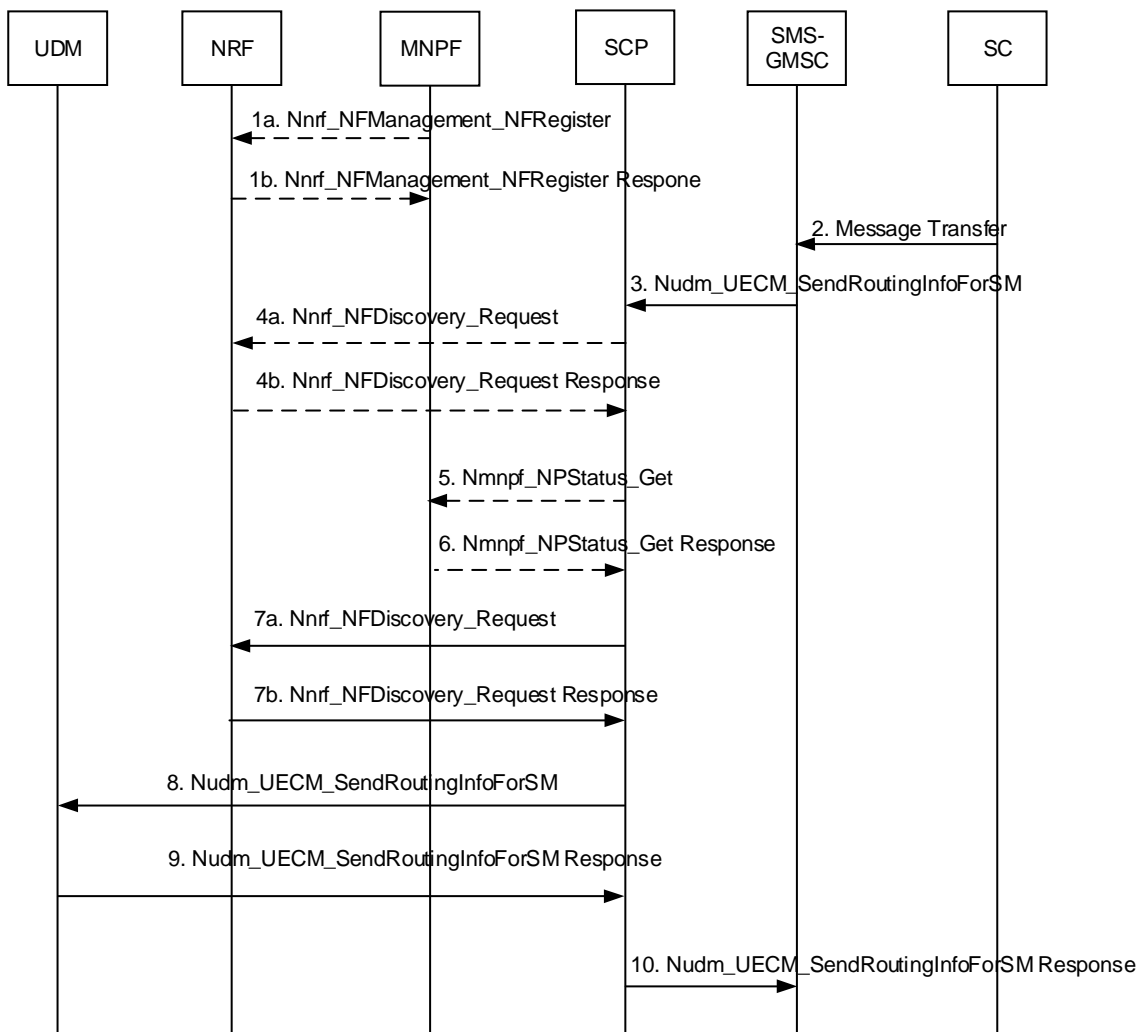 UDM
NRF
MNPF
SCP
SMS-
GMSC
SC
1a. Nnrf_NFManagement_NFRegister
1b. Nnrf_NFManagement_NFRegister Respone
2. Message Transfer
3. Nudm_UECM_SendRoutingInfoForSM
4a. Nnrf_NFDiscovery_Request
4b. Nnrf_NFDiscovery_Request Response
5. Nmnpf_NPStatus_Get
6. Nmnpf_NPStatus_Get Response
7a. Nnrf_NFDiscovery_Request
7b. Nnrf_NFDiscovery_Request Response
8. Nudm_UECM_SendRoutingInfoForSM
9. Nudm_UECM_SendRoutingInfoForSM Response
10. Nudm_UECM_SendRoutingInfoForSM Response